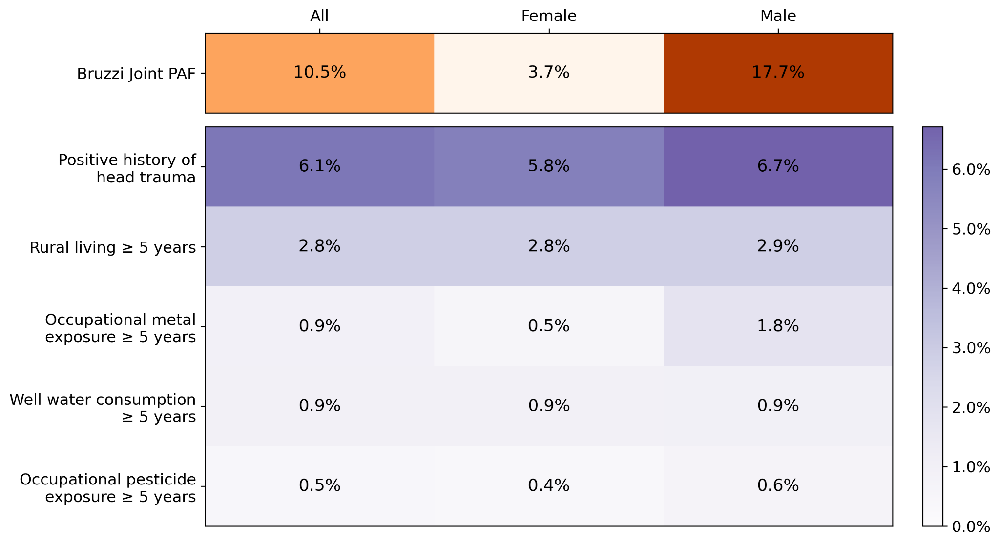 All Female Male
Bruzzi Joint PAF 10.5% 3.7% 17.7%
Positive history of
head trauma
6.1% 5.8% 6.7%
Rural living ≥ 5 years 2.8% 2.8% 2.9%
Occupational metal
exposure ≥ 5 years
0.9% 0.5% 1.8%
Well water consumption
≥ 5 years
0.9% 0.9% 0.9%
Occupational pesticide
exposure ≥ 5 years
0.5% 0.4% 0.6%
6.0%
5.0%
4.0%
3.0%
2.0%
1.0%
0.0%